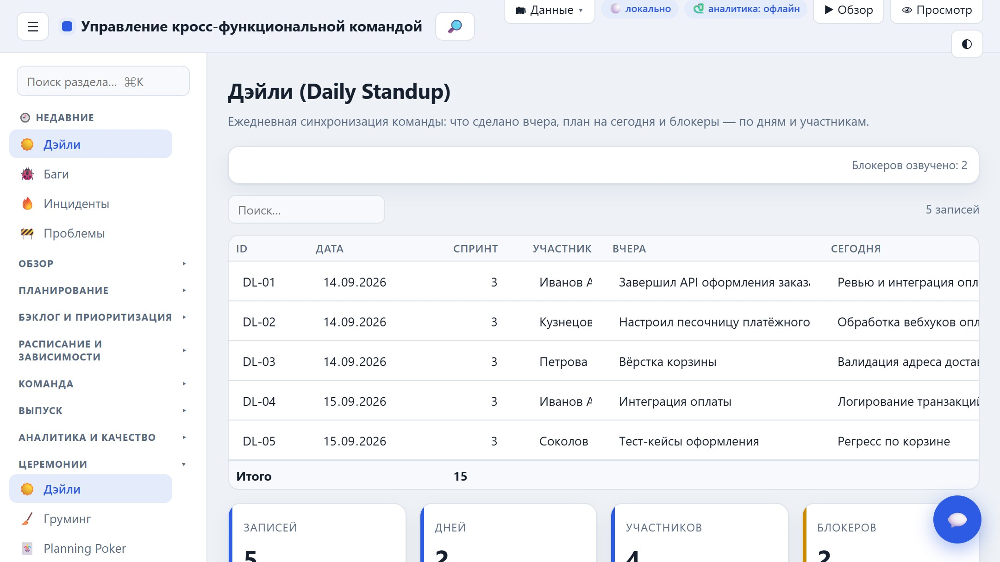 ☰ Управление кросс-функциональной командой
Данные ▾ локально аналитика: офлайн ▶ Обзор Просмотр
Поиск раздела... ⌘K
НЕДАВНИЕ
Дэйли
Баги
Инциденты
Проблемы
ОБЗОР
ПЛАНИРОВАНИЕ
БЭКЛОГ И ПРИОРИТИЗАЦИЯ
РАСПИСАНИЕ И
ЗАВИСИМОСТИ
КОМАНДА
ВЫПУСК
АНАЛИТИКА И КАЧЕСТВО
ЦЕРЕМОНИИ
Дэйли
Груминг
Planning Poker
Дэйли (Daily Standup)
Ежедневная синхронизация команды: что сделано вчера, план на сегодня и блокеры — по дням и участникам.
Блокеров озвучено: 2
Поиск...
5 записей
ID ДАТА СПРИНТ УЧАСТНИК ВЧЕРА СЕГОДНЯ
DL-01 14.09.2026 3 Иванов А Завершил API оформления заказа Ревью и интеграция опл
DL-02 14.09.2026 3 Кузнецов Настроил песочницу платёжного Обработка вебхуков опл
DL-03 14.09.2026 3 Петрова Вёрстка корзины Валидация адреса достав
DL-04 15.09.2026 3 Иванов А Интеграция оплаты Логирование транзакций
DL-05 15.09.2026 3 Соколов Тест-кейсы оформления Регресс по корзине
Итого 15
ЗАПИСЕЙ
5
ДНЕЙ
2
УЧАСТНИКОВ
4
БЛОКЕРОВ
2